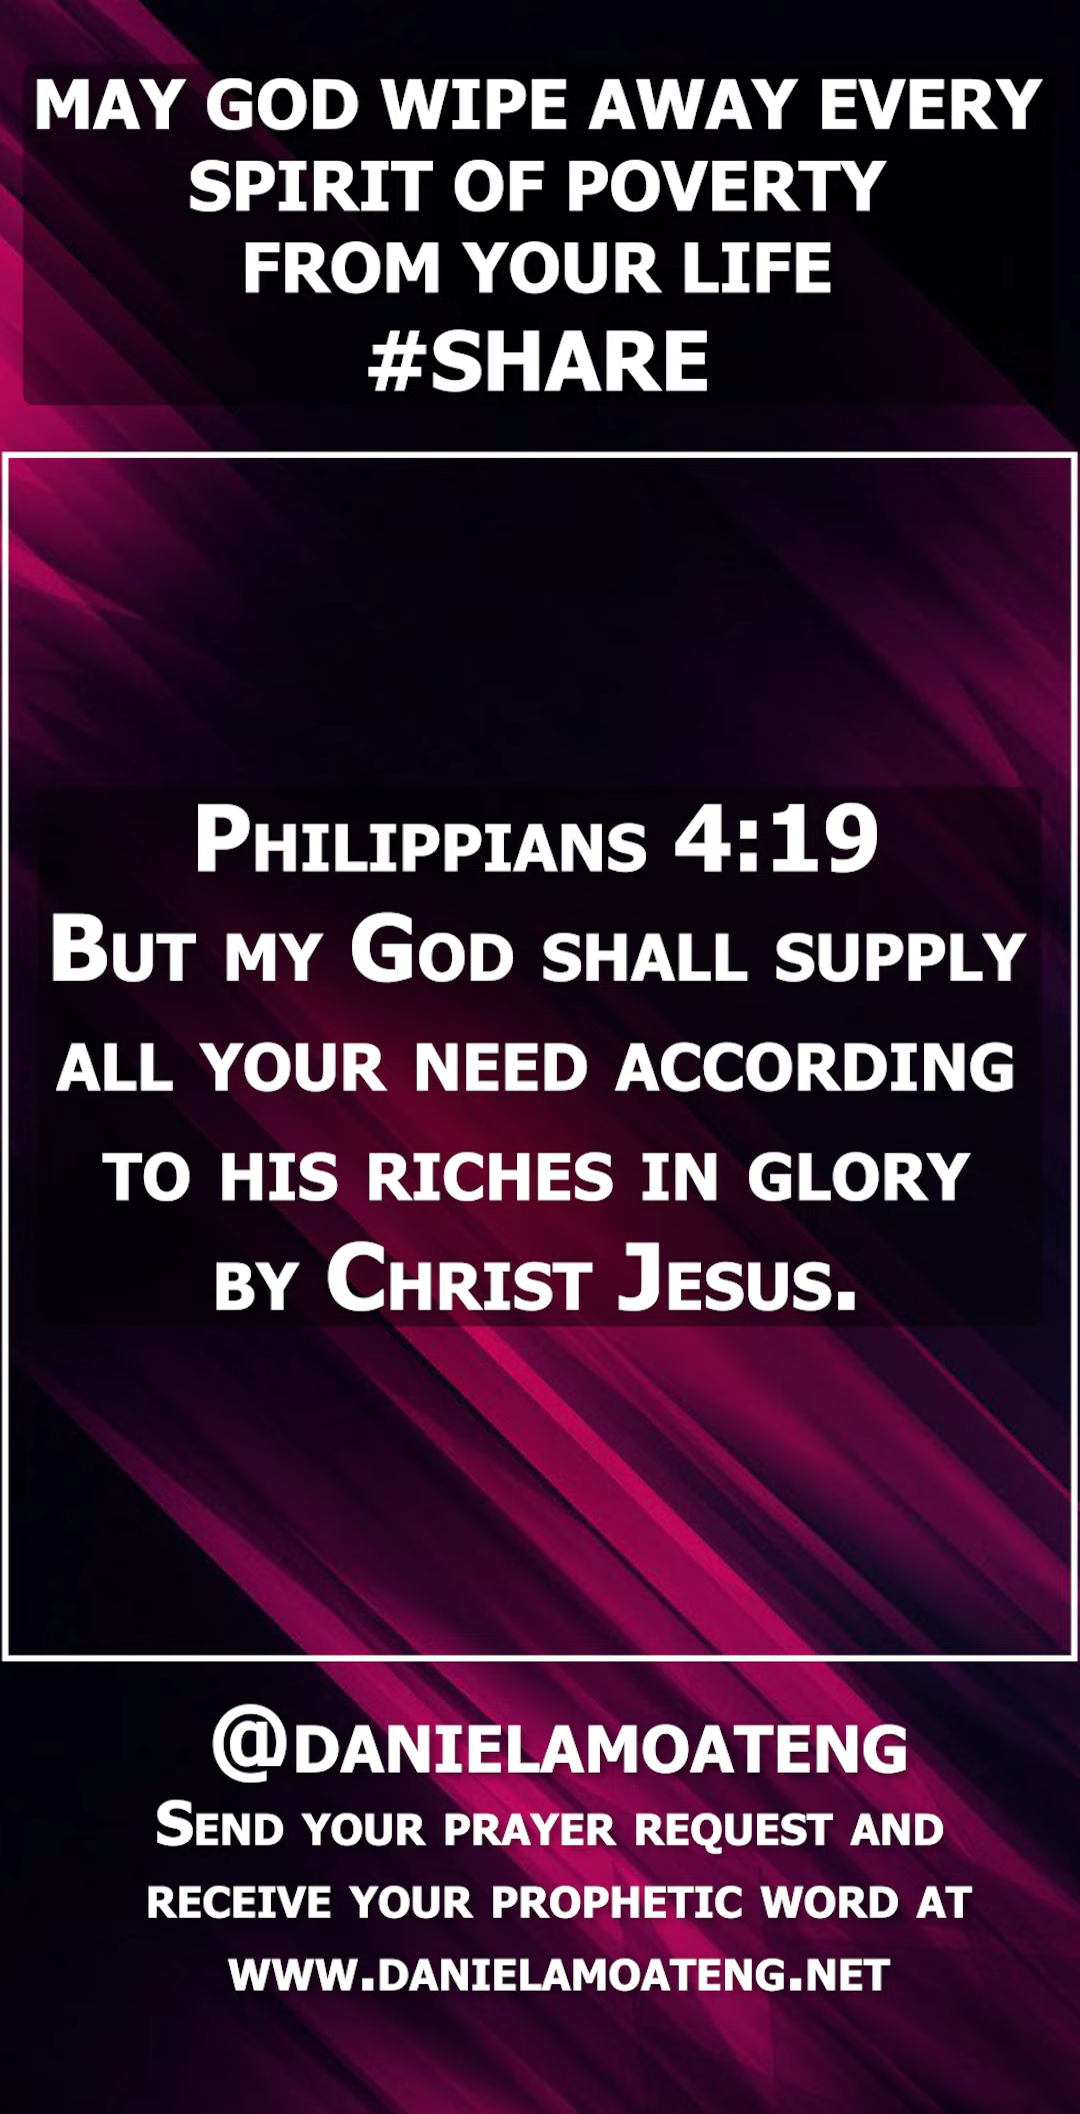 MAY GOD WIPE AWAY EVERY
SPIRIT OF POVERTY
FROM YOUR LIFE
#SHARE
Philippians 4:19
But my God shall supply
all your need according
to his riches in glory
by Christ Jesus.
@danielamoateng
Send your prayer request and
receive your prophetic word at
www.danielamoateng.net